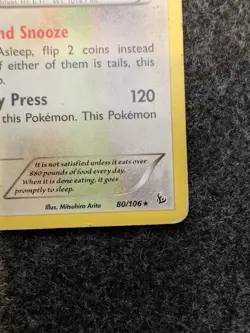 nd Snooze
Asleep, flip 2 coins instead
f either of them is tails, this
p.
y Press 120
this Pokémon. This Pokémon
It is not satisfied unless it eats over
880 pounds of food every day.
When it is done eating, it goes
promptly to sleep.
Illus. Mitsuhiro Arita 80/106 ★